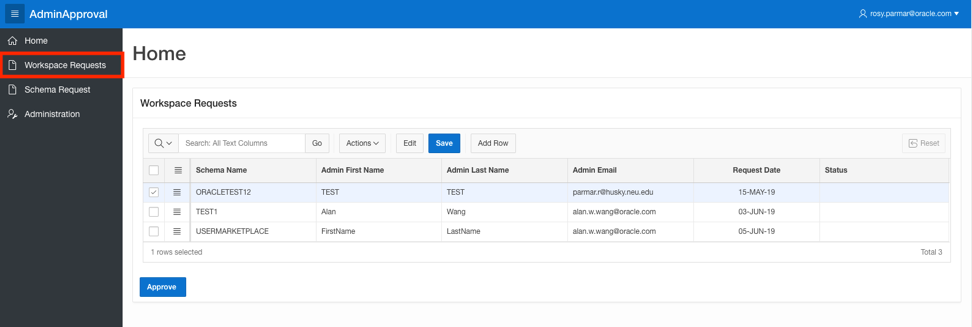 AdminApproval
rosy.parmar@oracle.com
Home
Workspace Requests
Schema Request
Administration
Home
Workspace Requests
Search: All Text Columns
Go
Actions
Edit
Save
Add Row
Reset
Schema Name Admin First Name Admin Last Name Admin Email Request Date Status
ORACLETEST12 TEST TEST parmar.r@husky.neu.edu 15-MAY-19
TEST1 Alan Wang alan.w.wang@oracle.com 03-JUN-19
USERMARKETPLACE FirstName LastName alan.w.wang@oracle.com 05-JUN-19
1 rows selected Total 3
Approve